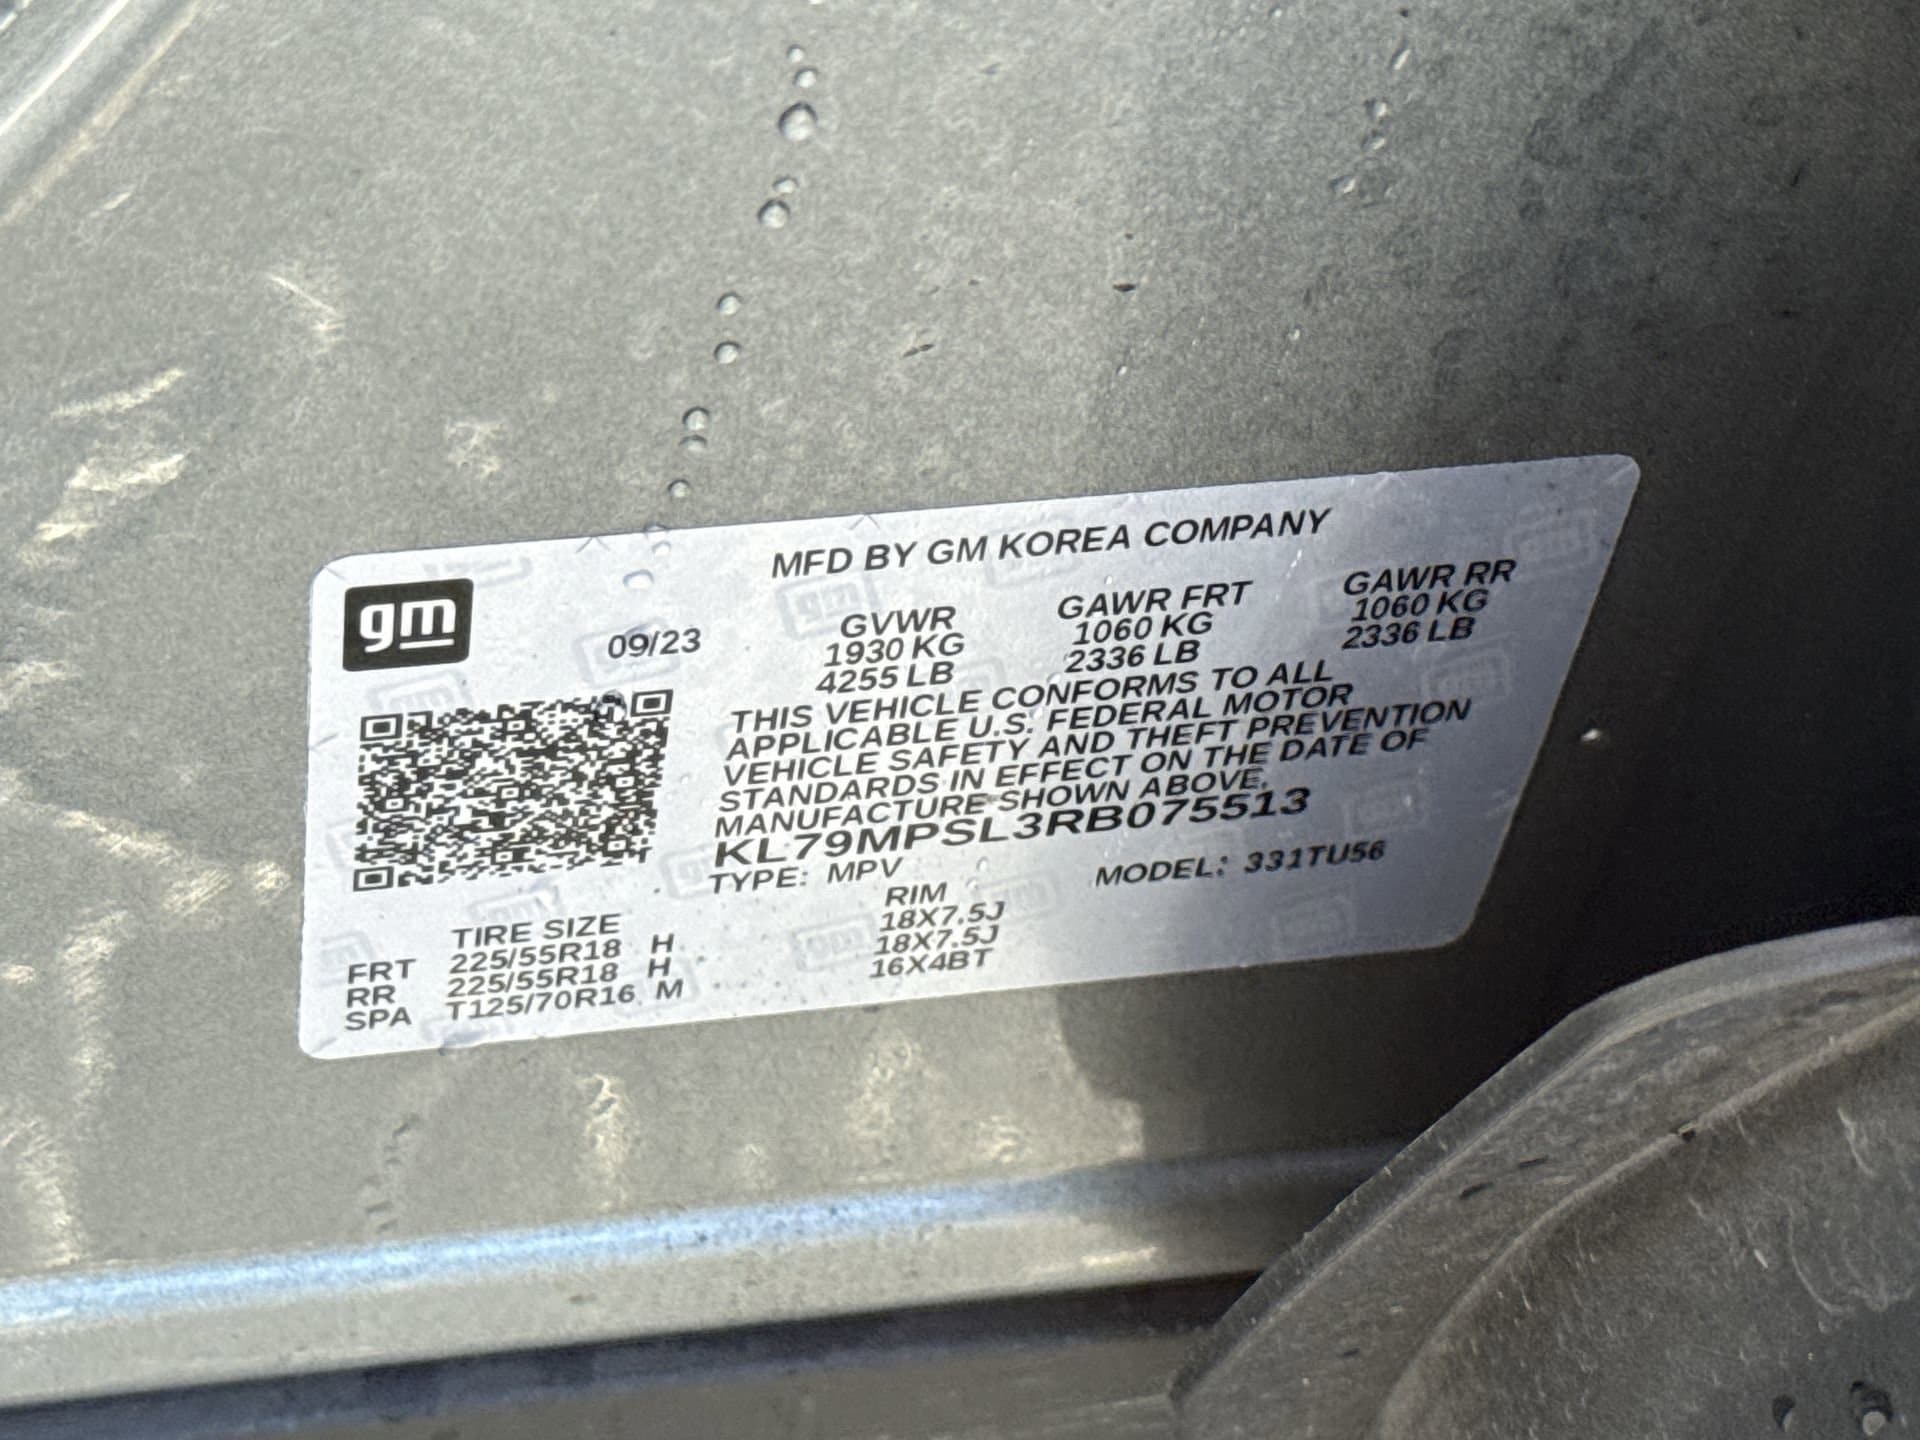 MFD BY GM KOREA COMPANY
gm
09/23
GVWR GAWR FRT GAWR RR
1930 KG 1060 KG 1060 KG
4255 LB 2336 LB 2336 LB
THIS VEHICLE CONFORMS TO ALL
APPLICABLE U.S. FEDERAL MOTOR
VEHICLE SAFETY AND THEFT PREVENTION
STANDARDS IN EFFECT ON THE DATE OF
MANUFACTURE SHOWN ABOVE.
KL79MPSL3RB075513
TYPE: MPV MODEL: 331TU56
TIRE SIZE RIM
FRT 225/55R18 H 18X7.5J
RR 225/55R18 H 18X7.5J
SPA T125/70R16 M 16X4BT